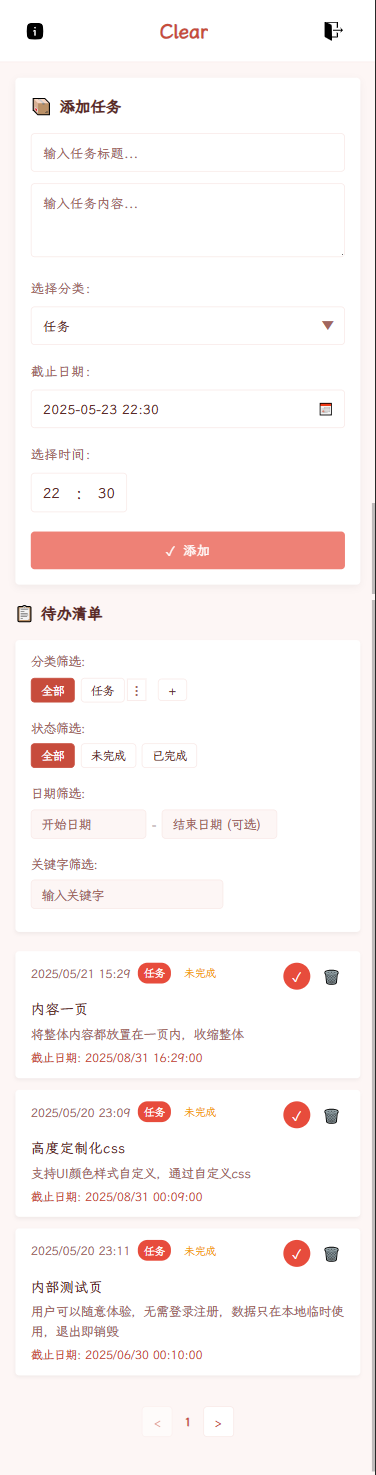 Clear
添加任务
输入任务标题...
输入任务内容...
选择分类：
任务
截止日期：
2025-05-23 22:30
选择时间：
22 : 30
✓ 添加
待办清单
分类筛选:
全部 任务 ⋮ +
状态筛选:
全部 未完成 已完成
日期筛选:
开始日期 - 结束日期 (可选)
关键字筛选:
输入关键字
2025/05/21 15:29 任务 未完成 ✓
内容一页
将整体内容都放置在一页内，收缩整体
截止日期: 2025/08/31 16:29:00
2025/05/20 23:09 任务 未完成 ✓
高度定制化css
支持UI颜色样式自定义，通过自定义css
截止日期: 2025/08/31 00:09:00
2025/05/20 23:11 任务 未完成 ✓
内部测试页
用户可以随意体验，无需登录注册，数据只在本地临时使
用，退出即销毁
截止日期: 2025/06/30 00:10:00
< 1 >